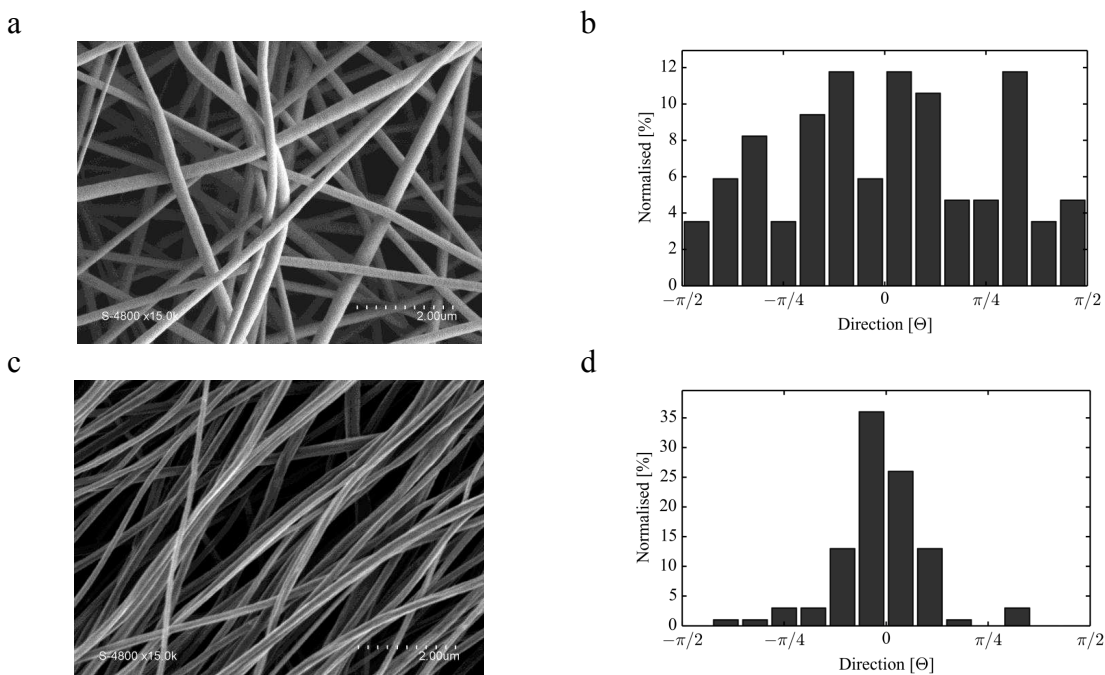 a
S-4800 x15.0k
2.00um
b
Normalised [%]
12
10
8
6
4
2
0
−π/2
−π/4
0
π/4
π/2
Direction [Θ]
c
S-4800 x15.0k
2.00um
d
Normalised [%]
35
30
25
20
15
10
5
0
−π/2
−π/4
0
π/4
π/2
Direction [Θ]